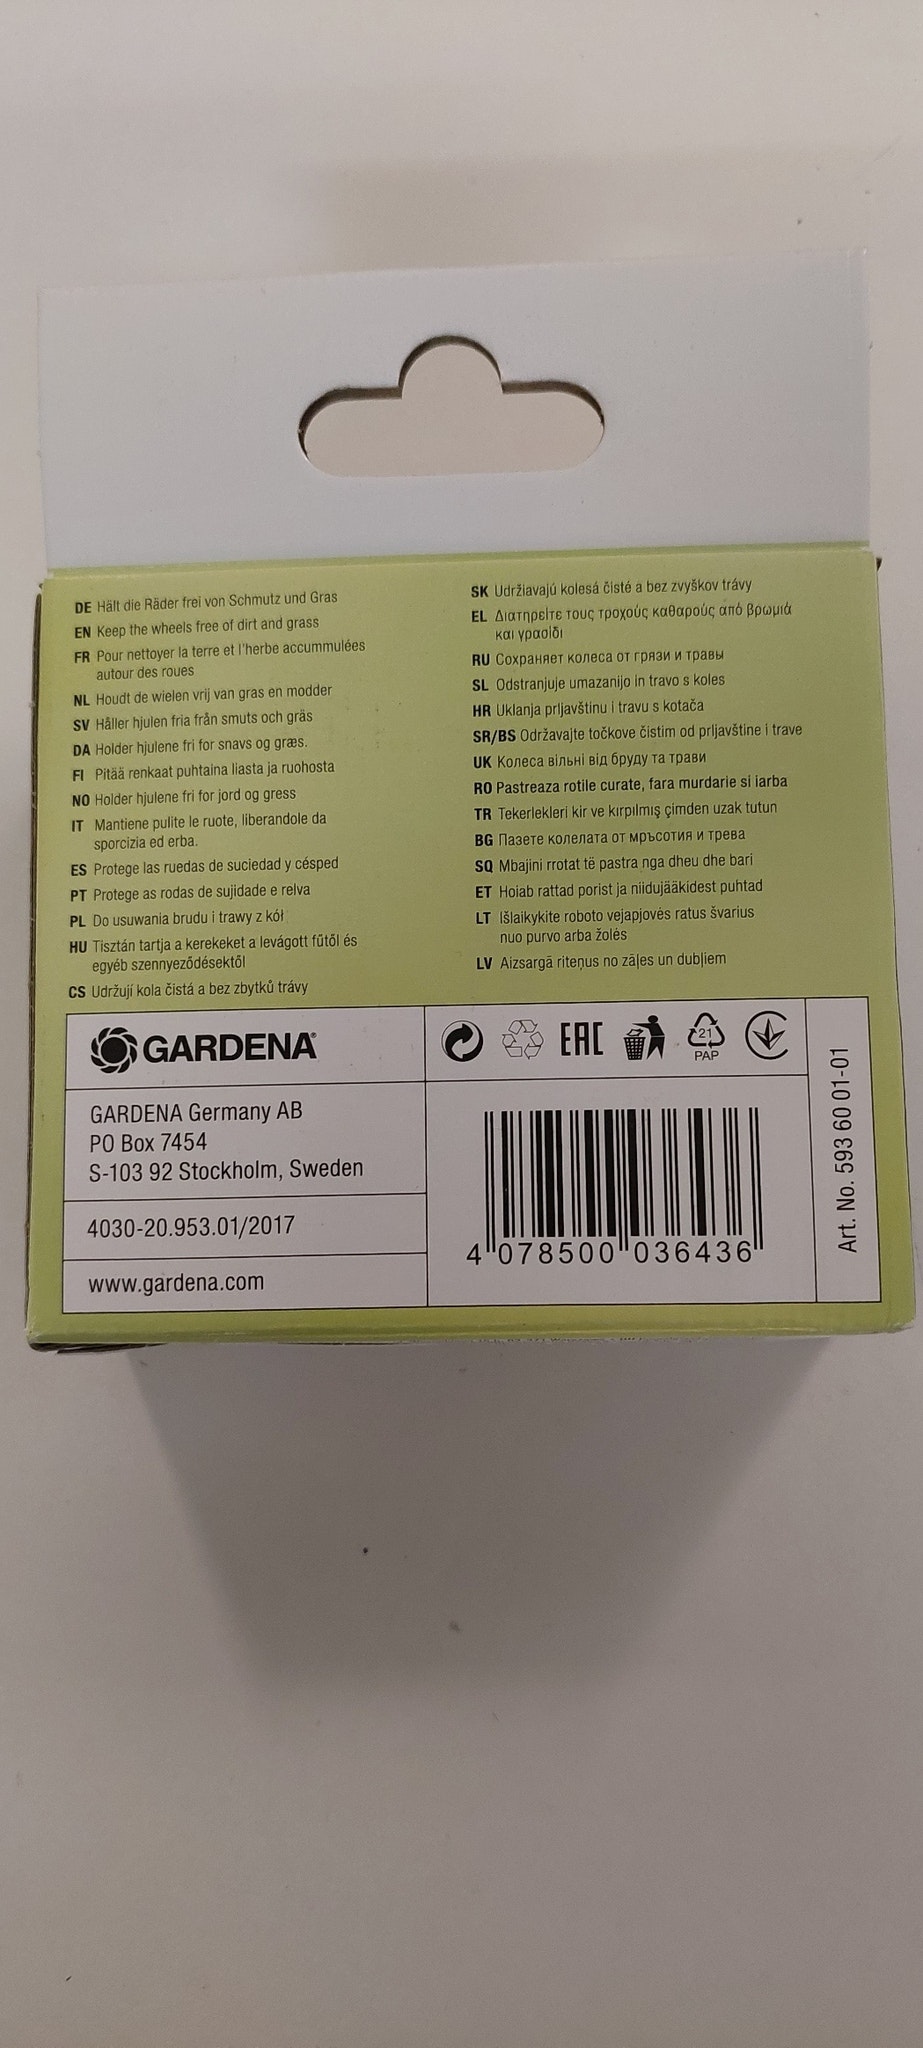 DE Hält die Räder frei von Schmutz und Gras
EN Keep the wheels free of dirt and grass
FR Pour nettoyer la terre et l'herbe accummulées
autour des roues
NL Houdt de wielen vrij van gras en modder
SV Håller hjulen fria från smuts och gräs
DA Holder hjulene fri for snavs og græs.
FI Pitää renkaat puhtaina liasta ja ruohosta
NO Holder hjulene fri for jord og gress
IT Mantiene pulite le ruote, liberandole da
sporcizia ed erba.
ES Protege las ruedas de suciedad y césped
PT Protege as rodas de sujidade e relva
PL Do usuwania brudu i trawy z kół
HU Tisztán tartja a kerekeket a levágott fűtől és
egyéb szennyeződésektől
CS Udržují kola čistá a bez zbytků trávy
SK Udržiavajú kolesá čisté a bez zvyškov trávy
EL Διατηρείτε τους τροχούς καθαρούς από βρωμιά
και γρασίδι
RU Сохраняет колеса от грязи и травы
SL Odstranjuje umazanijo in travo s koles
HR Uklanja prljavštinu i travu s kotača
SR/BS Održavajte točkove čistim od prljavštine i trave
UK Колеса вільні від бруду та трави
RO Pastreaza rotile curate, fara murdarie si iarba
TR Tekerlekleri kir ve kırpılmış çimden uzak tutun
BG Пазете колелата от мръсотия и трева
SQ Mbajini rrotat të pastra nga dheu dhe bari
ET Hoiab rattad porist ja niidujääkidest puhtad
LT Išlaikykite roboto vejapjovės ratus švarius
nuo purvo arba žolės
LV Aizsargā riteņus no zāles un dubļiem
GARDENA®
EAC
21
PAP
GARDENA Germany AB
PO Box 7454
S-103 92 Stockholm, Sweden
4030-20.953.01/2017
www.gardena.com
4 078500 036436
Art. No. 593 60 01-01